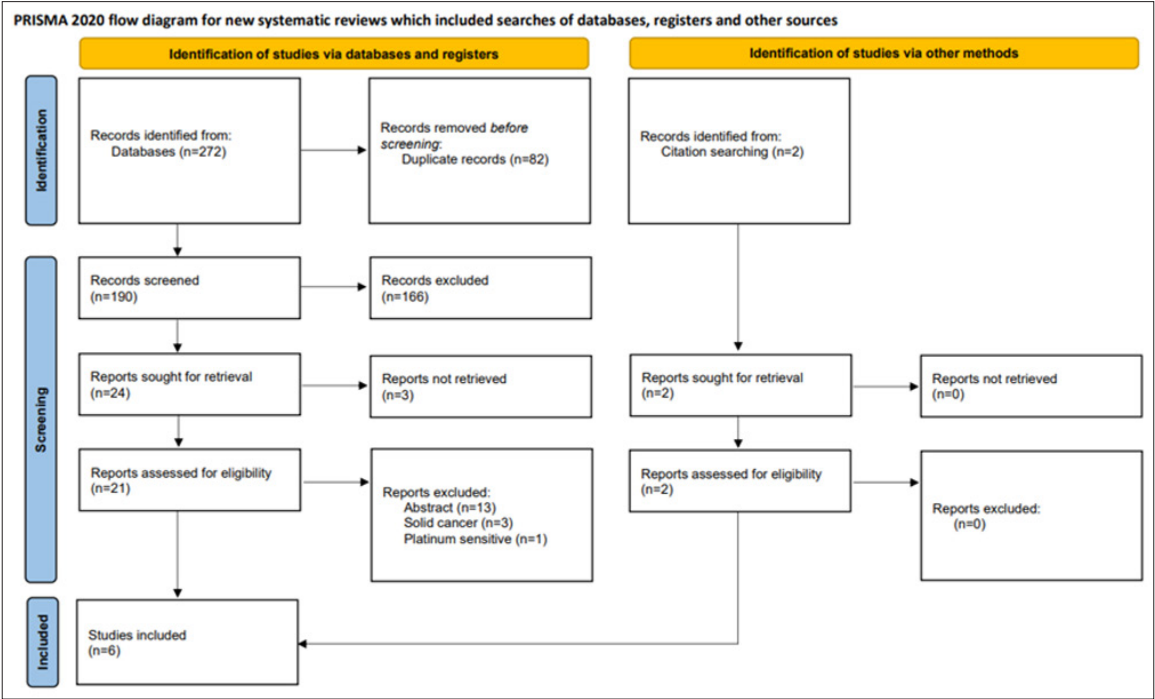 PRISMA 2020 flow diagram for new systematic reviews which included searches of databases, registers and other sources
Identification of studies via databases and registers
Identification of studies via other methods
Identification
Records identified from:
Databases (n=272)
Records removed before
screening:
Duplicate records (n=82)
Records identified from:
Citation searching (n=2)
Screening
Records screened
(n=190)
Records excluded
(n=166)
Reports sought for retrieval
(n=24)
Reports not retrieved
(n=3)
Reports sought for retrieval
(n=2)
Reports not retrieved
(n=0)
Reports assessed for eligibility
(n=21)
Reports excluded:
Abstract (n=13)
Solid cancer (n=3)
Platinum sensitive (n=1)
Reports assessed for eligibility
(n=2)
Reports excluded:
(n=0)
Included
Studies included
(n=6)